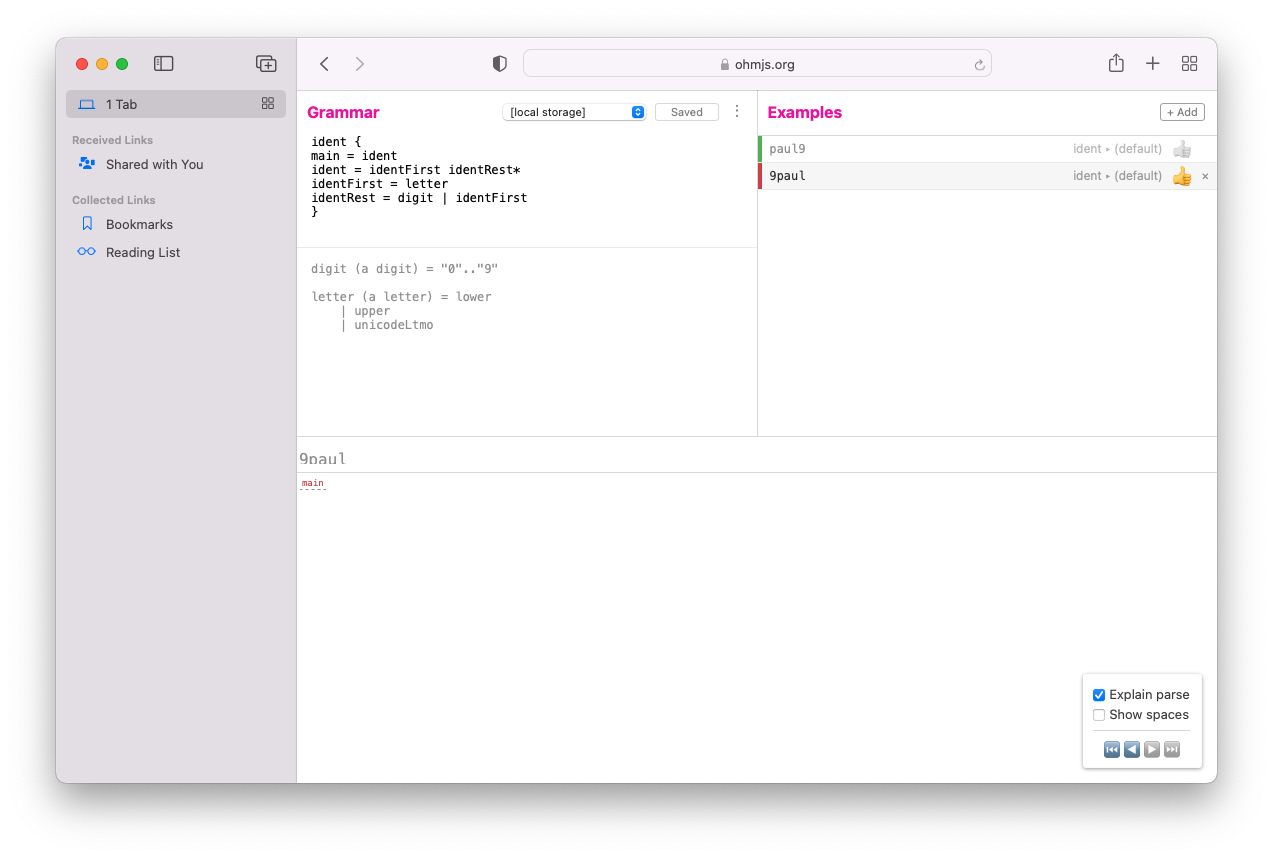 ohmjs.org
1 Tab
Received Links
Shared with You
Collected Links
Bookmarks
Reading List
Grammar
[local storage]
Saved
ident {
main = ident
ident = identFirst identRest*
identFirst = letter
identRest = digit | identFirst
}
digit (a digit) = "0".."9"
letter (a letter) = lower
| upper
| unicodeLtmo
Examples
+ Add
paul9 ident ▸ (default)
9paul ident ▸ (default) ×
9paul
main
Explain parse
Show spaces